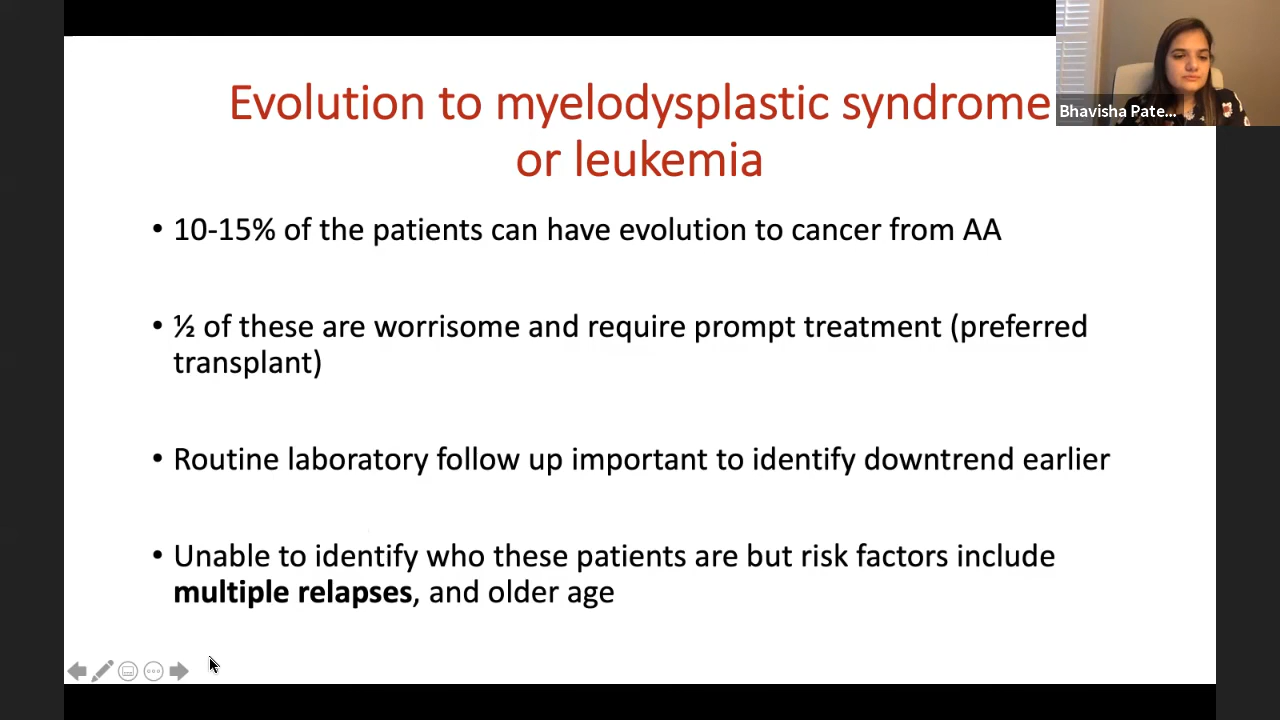 Evolution to myelodysplastic syndrome
or leukemia
Bhavisha Pate...
• 10-15% of the patients can have evolution to cancer from AA
• ½ of these are worrisome and require prompt treatment (preferred
transplant)
• Routine laboratory follow up important to identify downtrend earlier
• Unable to identify who these patients are but risk factors include
multiple relapses, and older age